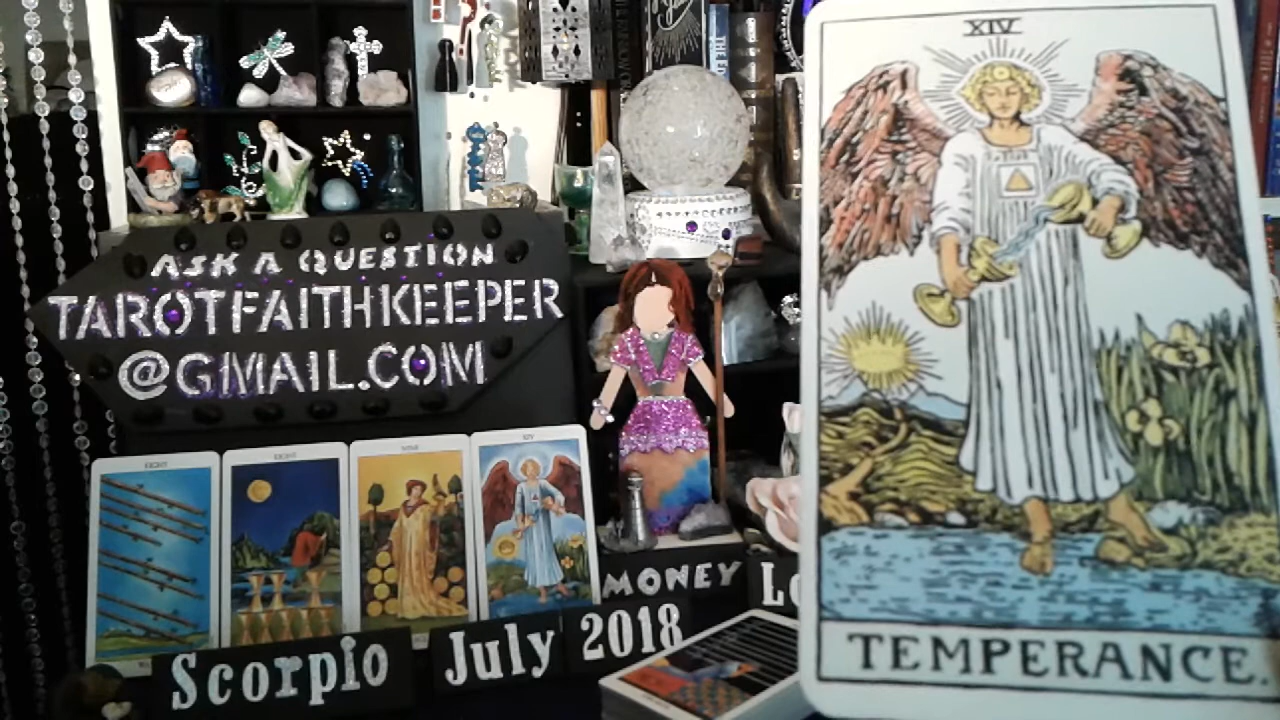 ASK A QUESTION
TAROTFAITHKEEPER
@GMAIL.COM
XIV
TEMPERANCE.
EIGHT
EIGHT
NINE
XIV
MONEY
Scorpio July 2018